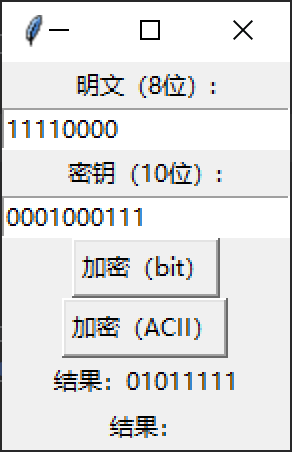 明文（8位）：
11110000
密钥（10位）：
0001000111
加密（bit）
加密（ACII）
结果：01011111
结果：